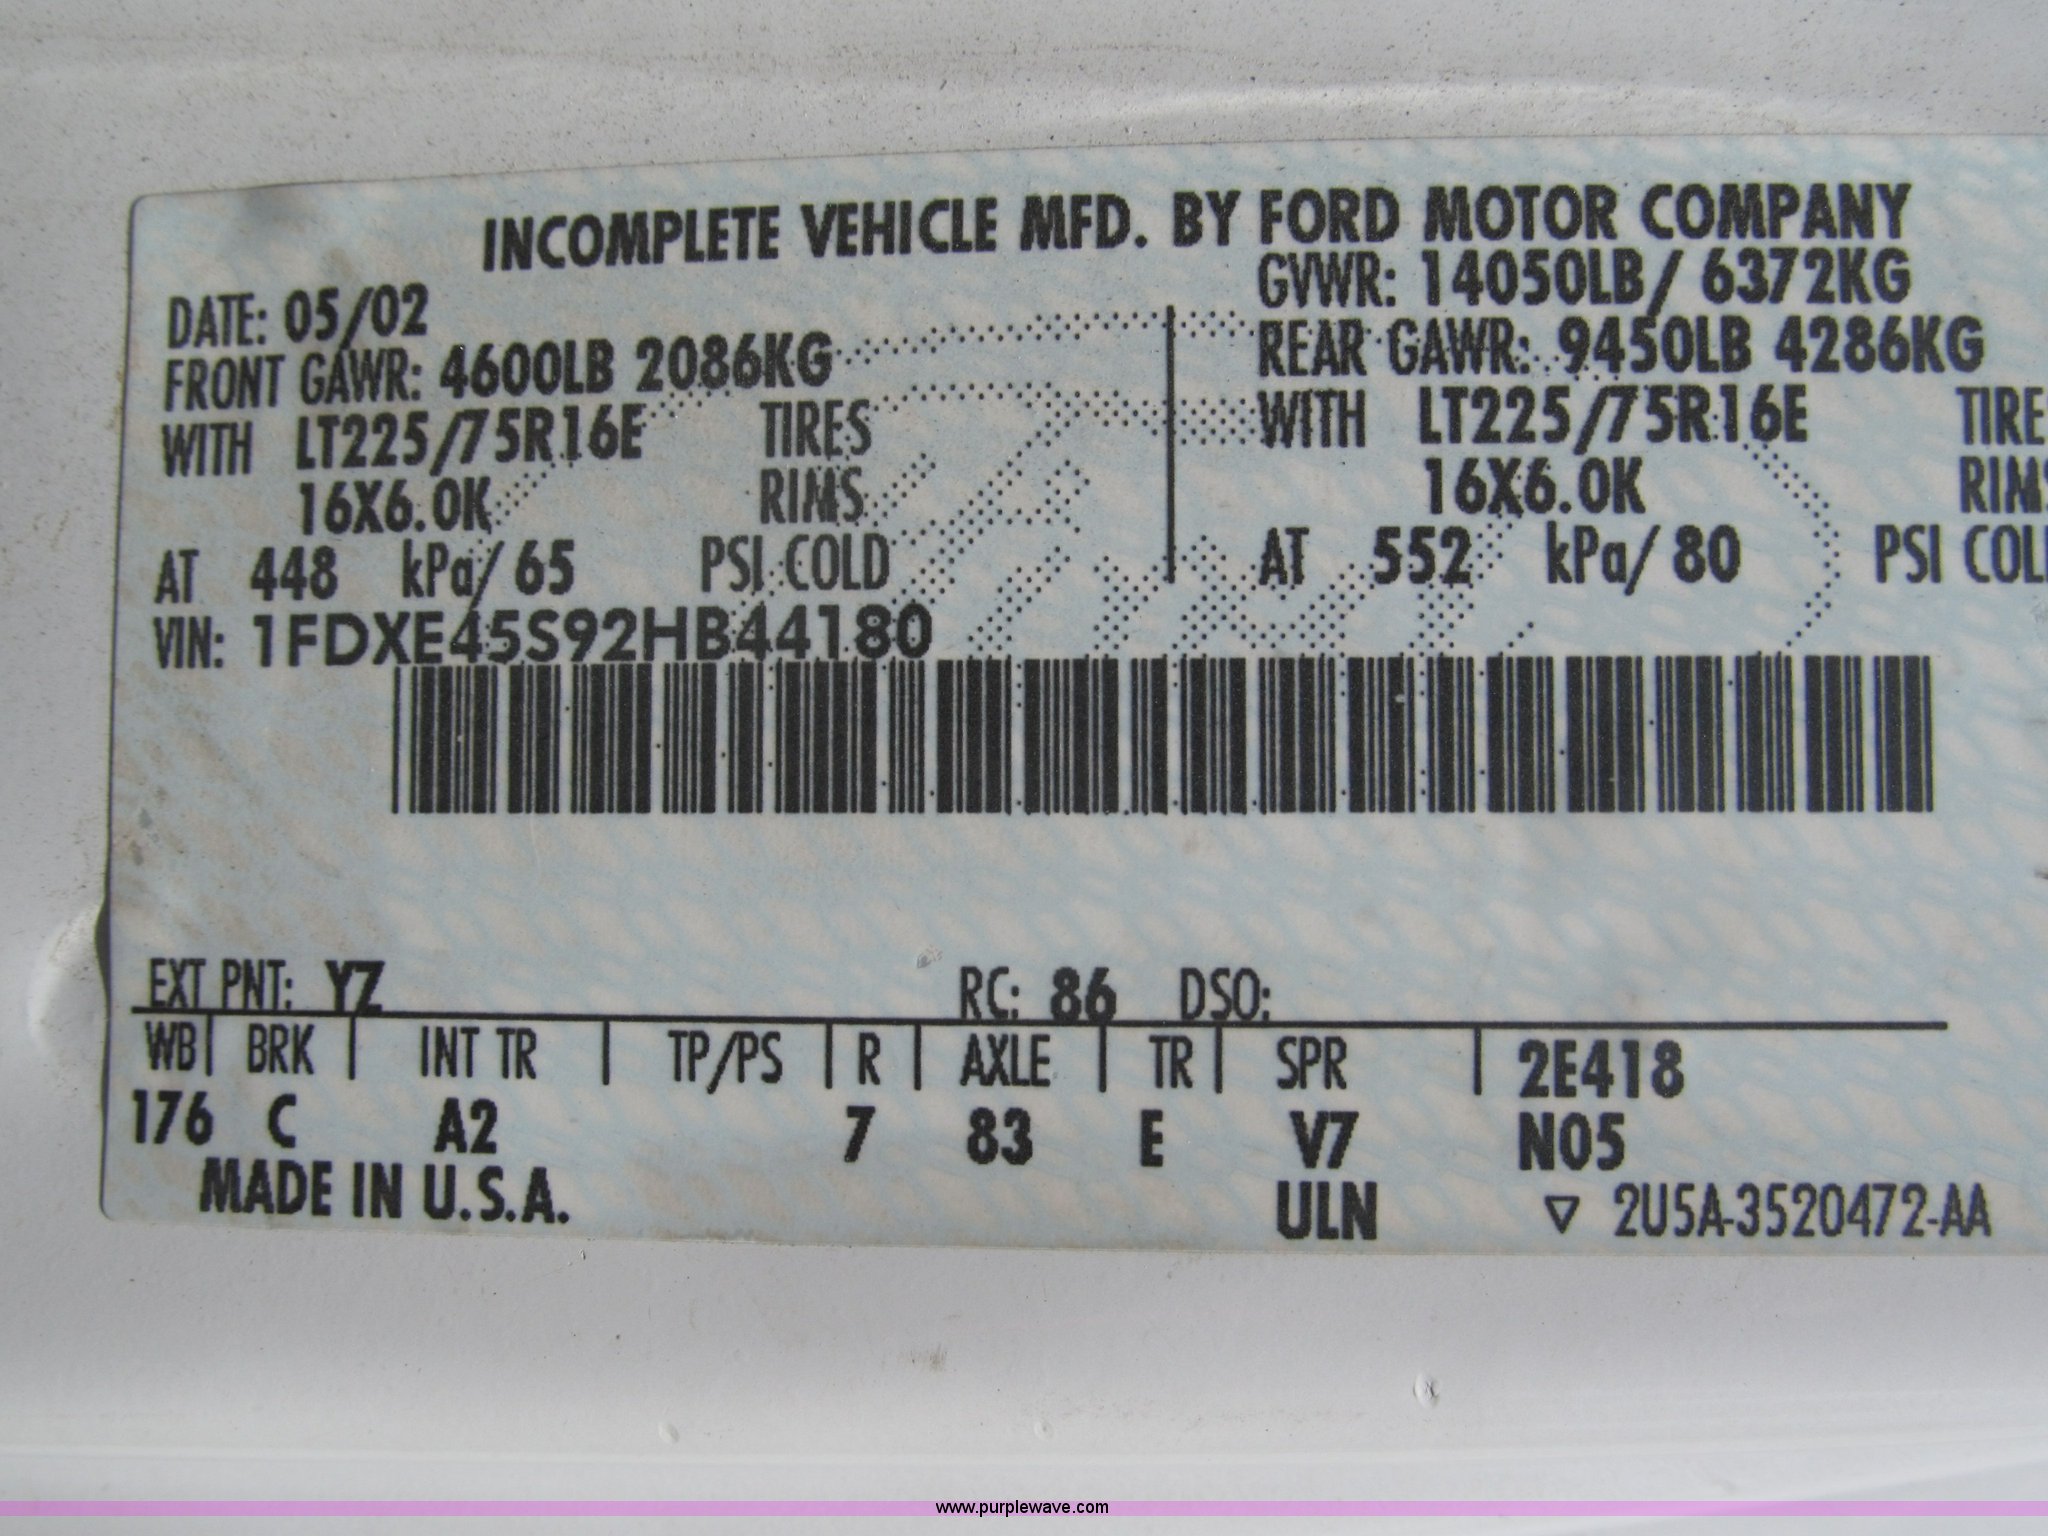 INCOMPLETE VEHICLE MFD. BY FORD MOTOR COMPANY
DATE: 05/02 GVWR: 14050LB/ 6372KG
FRONT GAWR: 4600LB 2086KG REAR GAWR: 9450LB 4286KG
WITH LT225/75R16E TIRES WITH LT225/75R16E TIRE
16X6.0K RIMS 16X6.0K RIMS
AT 448 kPa/ 65 PSI COLD AT 552 kPa/ 80 PSI COL
VIN: 1FDXE45S92HB44180
EXT PNT: YZ RC: 86 DSO:
WB BRK INT TR TP/PS R AXLE TR SPR 2E418
176 C A2 7 83 E V7 N05
MADE IN U.S.A. ULN ▽ 2U5A-3520472-AA
www.purplewave.com